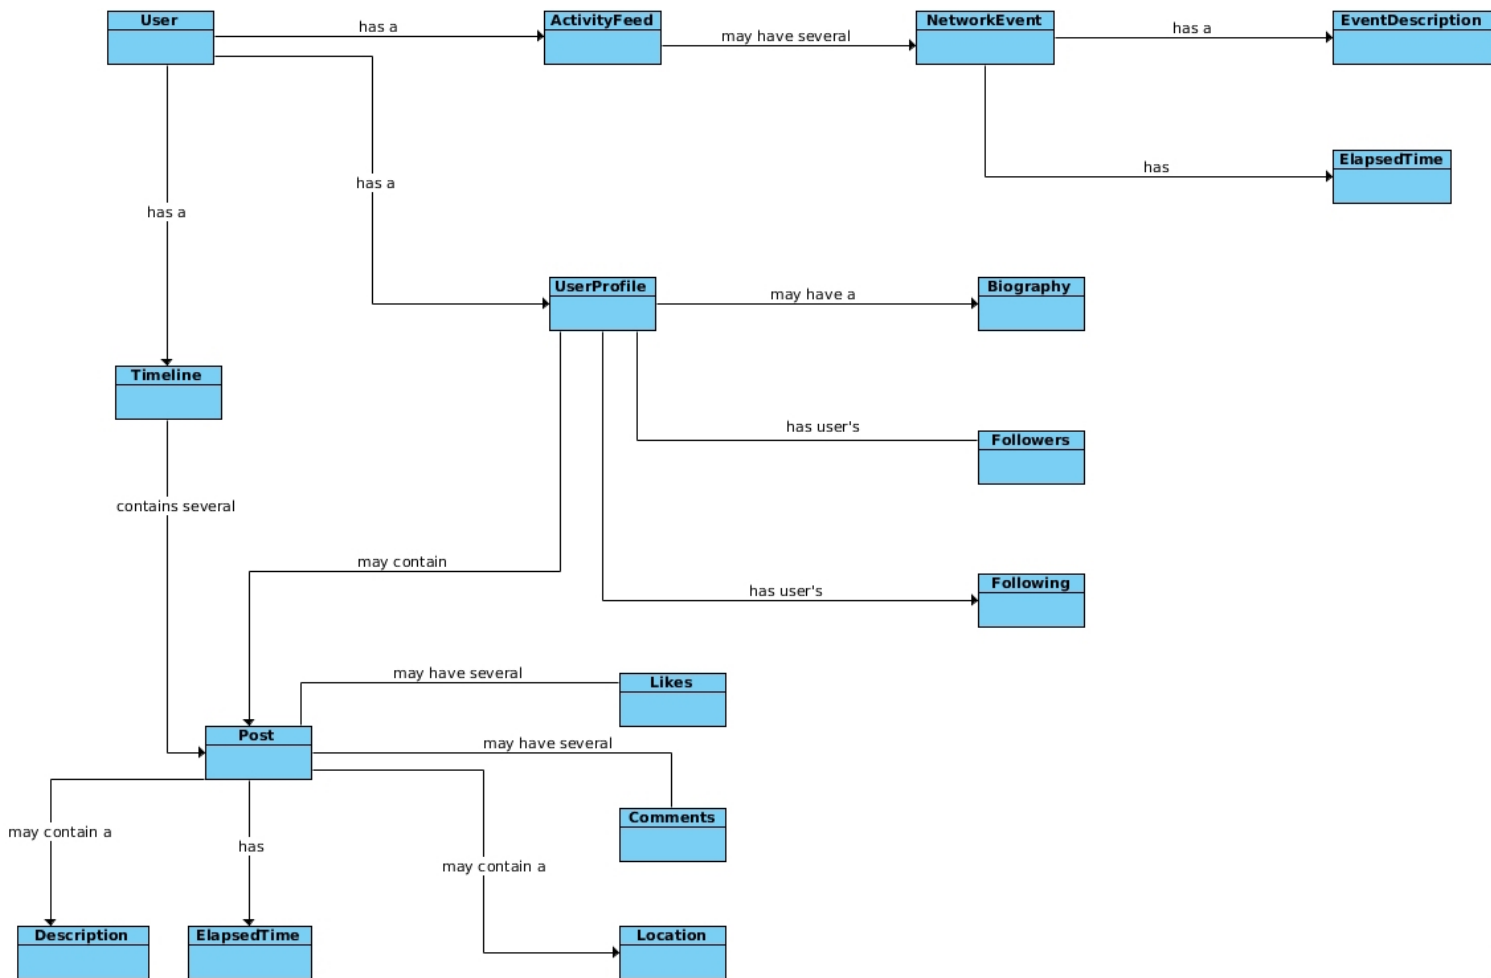 User
has a
ActivityFeed
may have several
NetworkEvent
has a
EventDescription
has
ElapsedTime
has a
has a
UserProfile
may have a
Biography
Timeline
has user's
Followers
contains several
may contain
has user's
Following
may have several
Likes
Post
may have several
Comments
may contain a
has
may contain a
Description
ElapsedTime
Location